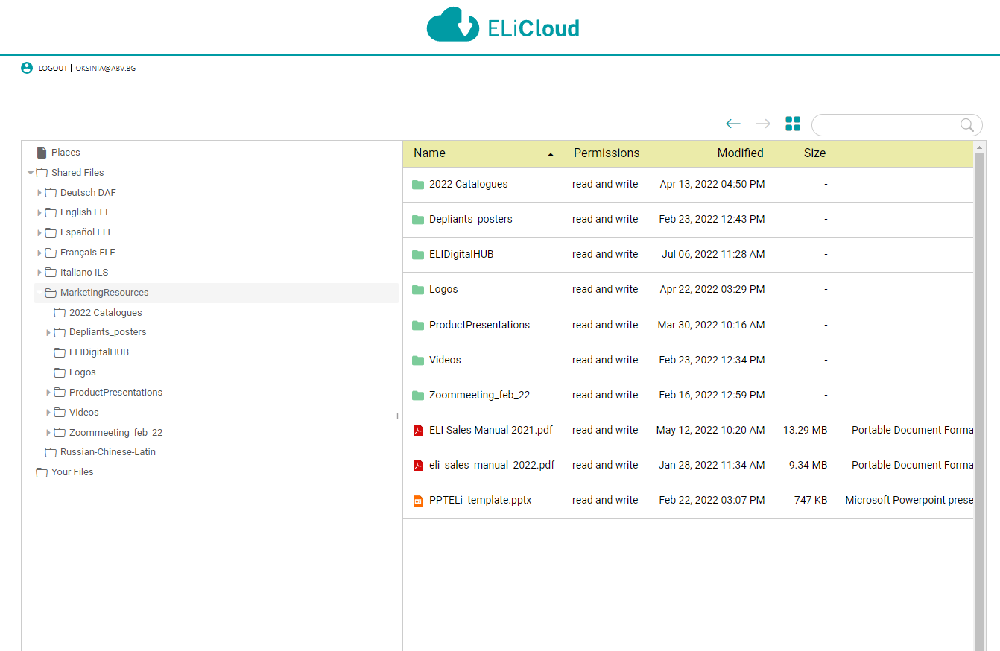 ELiCloud
LOGOUT | OKSINIA@ABV.BG
Places
Shared Files
Deutsch DAF
English ELT
Español ELE
Français FLE
Italiano ILS
MarketingResources
2022 Catalogues
Depliants_posters
ELIDigitalHUB
Logos
ProductPresentations
Videos
Zoommeeting_feb_22
Russian-Chinese-Latin
Your Files
Name Permissions Modified Size
2022 Catalogues read and write Apr 13, 2022 04:50 PM -
Depliants_posters read and write Feb 23, 2022 12:43 PM -
ELIDigitalHUB read and write Jul 06, 2022 11:28 AM -
Logos read and write Apr 22, 2022 03:29 PM -
ProductPresentations read and write Mar 30, 2022 10:16 AM -
Videos read and write Feb 23, 2022 12:34 PM -
Zoommeeting_feb_22 read and write Feb 16, 2022 12:59 PM -
ELI Sales Manual 2021.pdf read and write May 12, 2022 10:20 AM 13.29 MB Portable Document Forma
eli_sales_manual_2022.pdf read and write Jan 28, 2022 11:34 AM 9.34 MB Portable Document Forma
PPTELi_template.pptx read and write Feb 22, 2022 03:07 PM 747 KB Microsoft Powerpoint prese